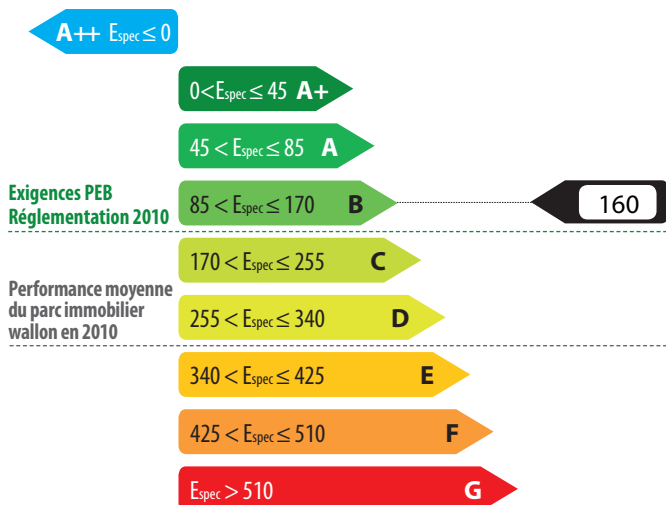 A++ Espec ≤ 0
0<Espec ≤ 45 A+
45 < Espec ≤ 85 A
Exigences PEB
Réglementation 2010
85 < Espec ≤ 170 B
160
170 < Espec ≤ 255 C
Performance moyenne
du parc immobilier
wallon en 2010
255 < Espec ≤ 340 D
340 < Espec ≤ 425 E
425 < Espec ≤ 510 F
Espec > 510 G